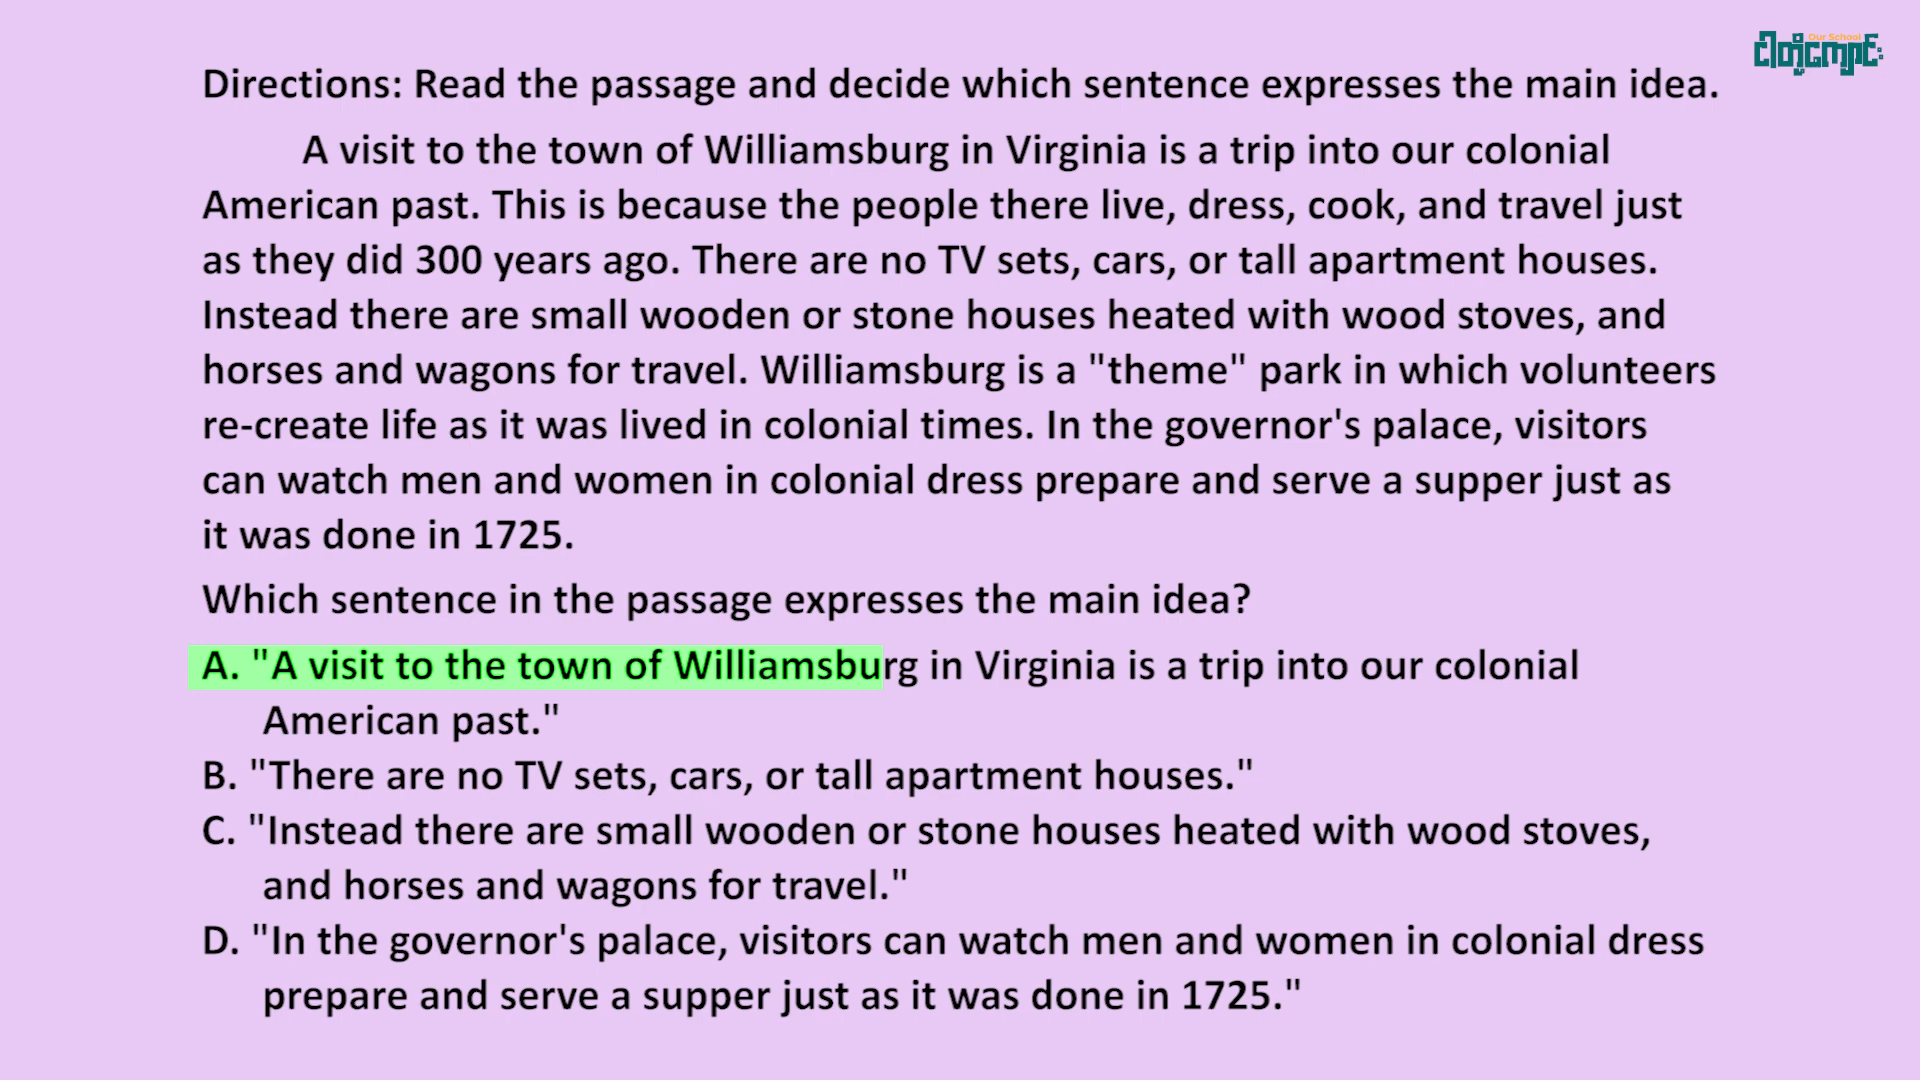 Our School
ငါတို့ကျောင်း
Directions: Read the passage and decide which sentence expresses the main idea.
A visit to the town of Williamsburg in Virginia is a trip into our colonial
American past. This is because the people there live, dress, cook, and travel just
as they did 300 years ago. There are no TV sets, cars, or tall apartment houses.
Instead there are small wooden or stone houses heated with wood stoves, and
horses and wagons for travel. Williamsburg is a "theme" park in which volunteers
re-create life as it was lived in colonial times. In the governor's palace, visitors
can watch men and women in colonial dress prepare and serve a supper just as
it was done in 1725.
Which sentence in the passage expresses the main idea?
A. "A visit to the town of Williamsburg in Virginia is a trip into our colonial
American past."
B. "There are no TV sets, cars, or tall apartment houses."
C. "Instead there are small wooden or stone houses heated with wood stoves,
and horses and wagons for travel."
D. "In the governor's palace, visitors can watch men and women in colonial dress
prepare and serve a supper just as it was done in 1725."